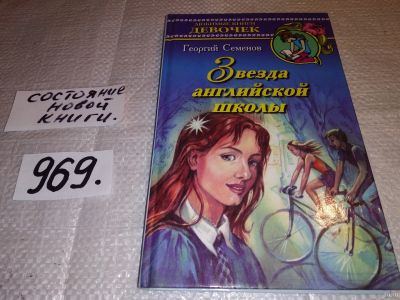 ЛЮБИМЫЕ КНИГИ
ДЕВОЧЕК
Георгий Семенов
Звезда
английской
школы
состояние
новой
книги.
969.